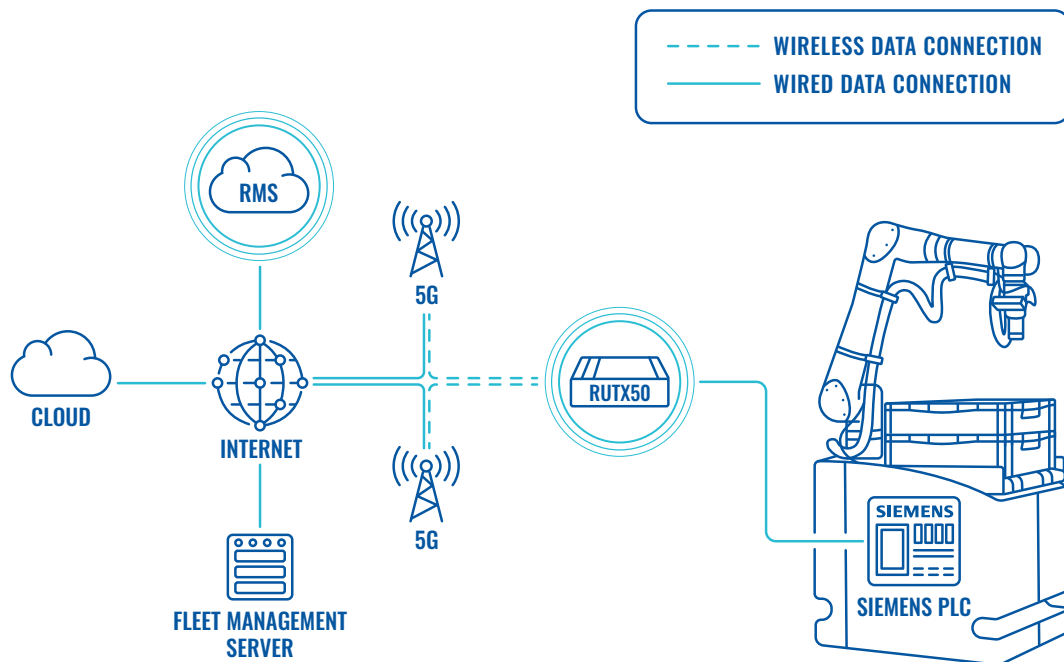 WIRELESS DATA CONNECTION
WIRED DATA CONNECTION
RMS
5G
CLOUD
INTERNET
RUTX50
5G
SIEMENS
SIEMENS PLC
FLEET MANAGEMENT
SERVER